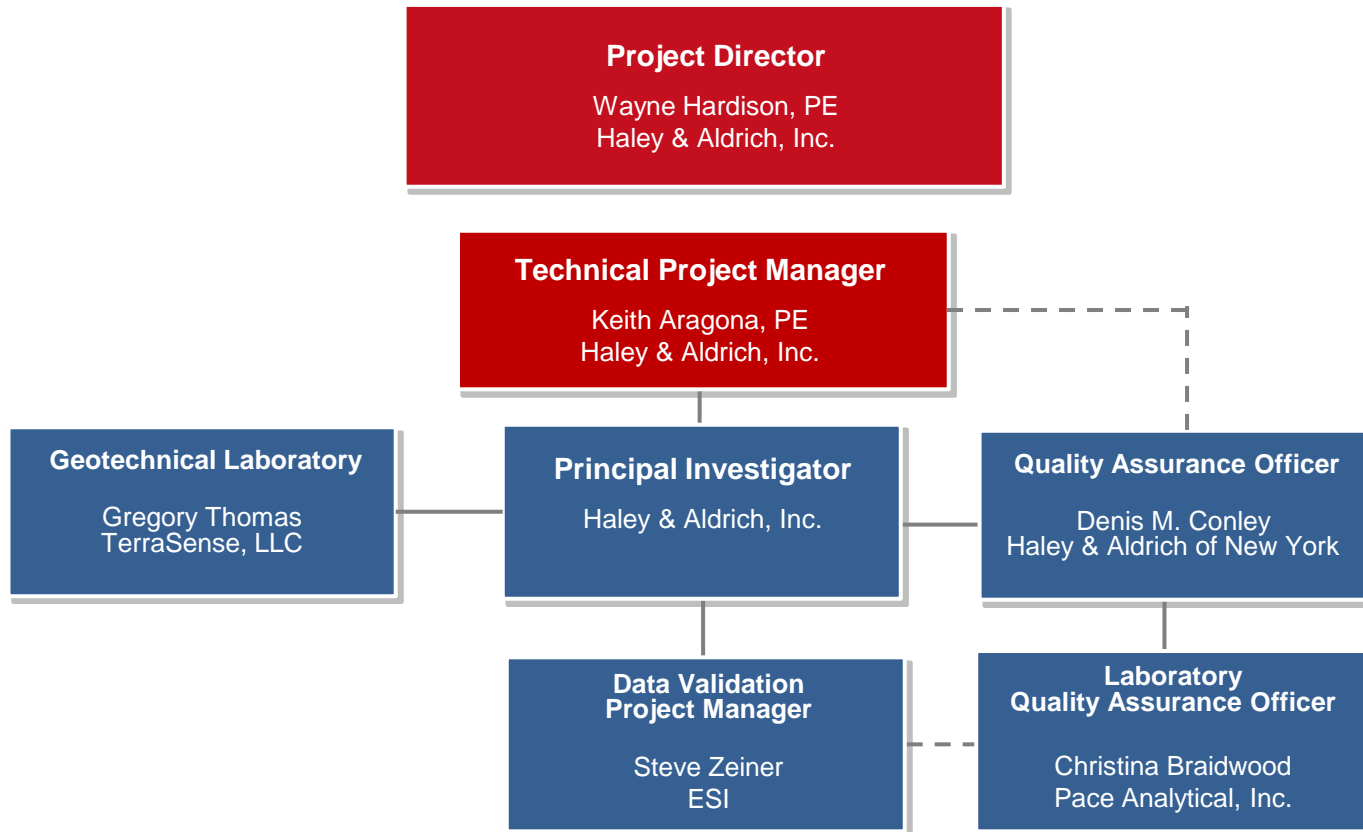 Project Director
Wayne Hardison, PE
Haley & Aldrich, Inc.
Technical Project Manager
Keith Aragona, PE
Haley & Aldrich, Inc.
Geotechnical Laboratory
Gregory Thomas
TerraSense, LLC
Principal Investigator
Haley & Aldrich, Inc.
Quality Assurance Officer
Denis M. Conley
Haley & Aldrich of New York
Data Validation
Project Manager
Steve Zeiner
ESI
Laboratory
Quality Assurance Officer
Christina Braidwood
Pace Analytical, Inc.